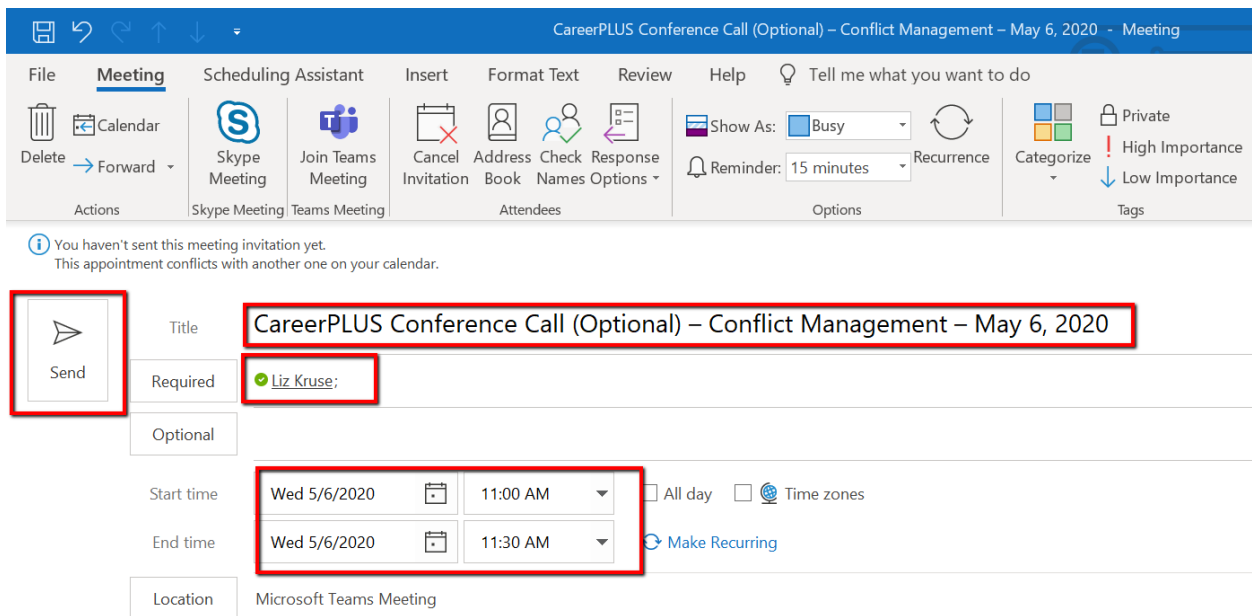 CareerPLUS Conference Call (Optional) – Conflict Management – May 6, 2020 - Meeting
File Meeting Scheduling Assistant Insert Format Text Review Help Tell me what you want to do
Delete
Calendar
Forward
Actions
Skype
Meeting
Skype Meeting
Join Teams
Meeting
Teams Meeting
Cancel
Invitation
Address
Book
Check
Names
Response
Options
Attendees
Show As: Busy
Reminder: 15 minutes
Recurrence
Options
Categorize
Private
High Importance
Low Importance
Tags
You haven't sent this meeting invitation yet.
This appointment conflicts with another one on your calendar.
Send
Title CareerPLUS Conference Call (Optional) – Conflict Management – May 6, 2020
Required Liz Kruse;
Optional
Start time Wed 5/6/2020 11:00 AM All day Time zones
End time Wed 5/6/2020 11:30 AM Make Recurring
Location Microsoft Teams Meeting